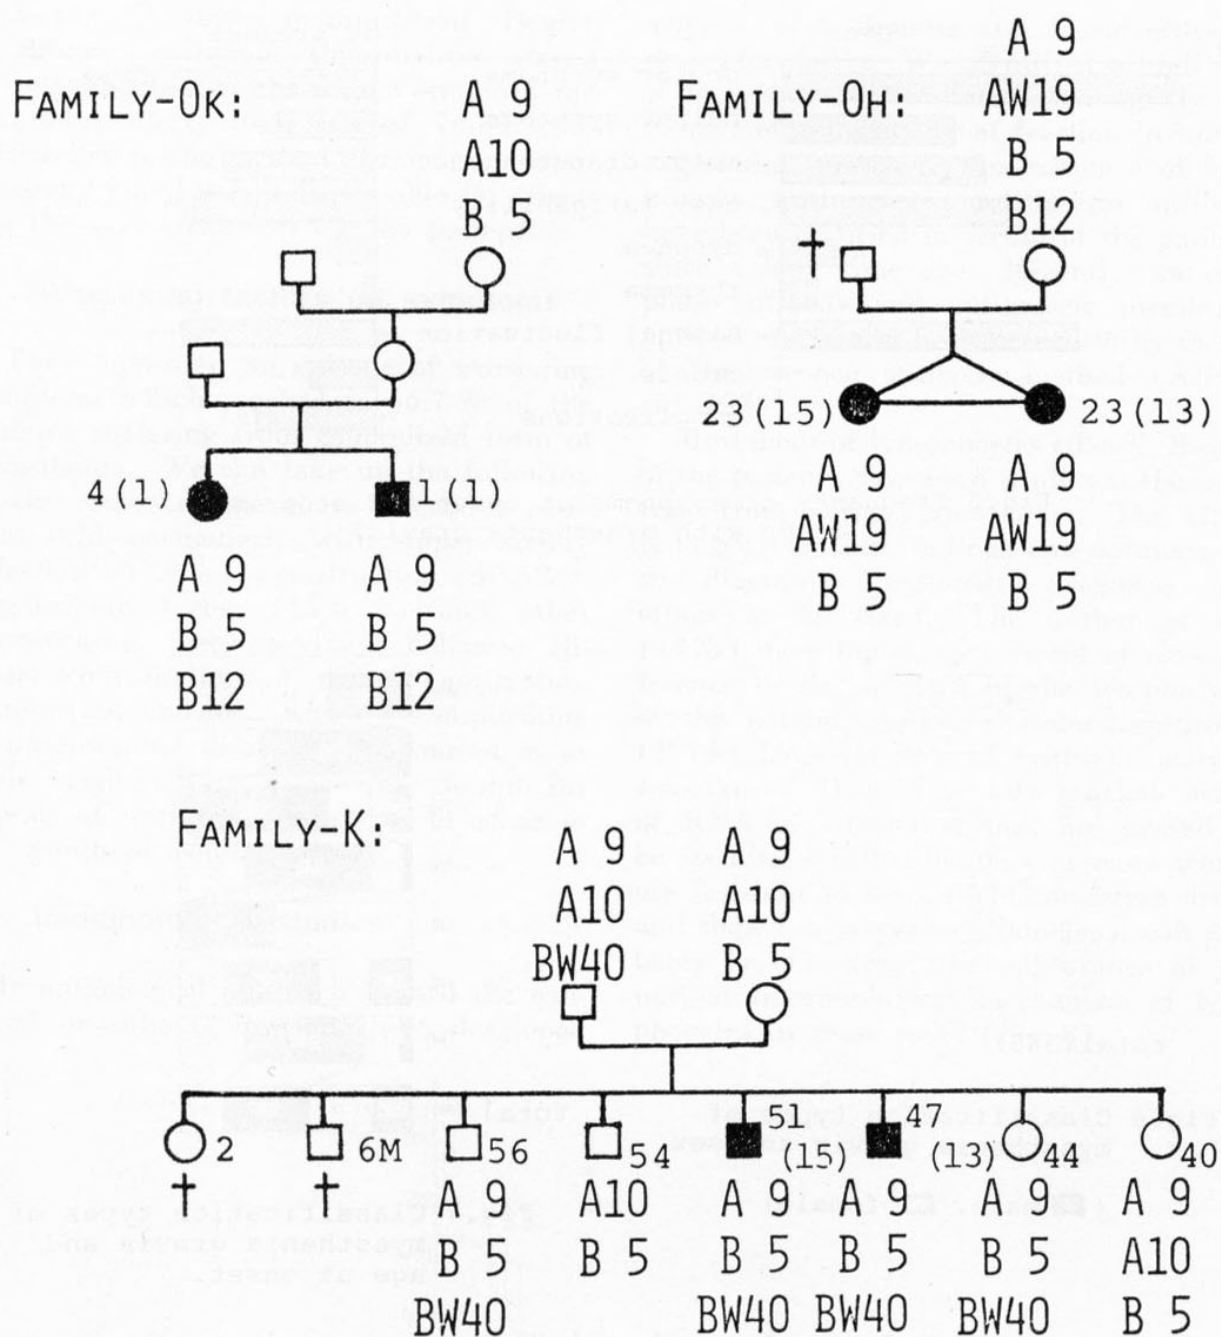 FAMILY-OK:
A 9
A10
B 5
4(1)
1(1)
A 9
B 5
B12
A 9
B 5
B12
FAMILY-OH:
A 9
AW19
B 5
B12
†
23(15)
23(13)
A 9
AW19
B 5
A 9
AW19
B 5
FAMILY-K:
A 9
A10
BW40
A 9
A10
B 5
2
†
6M
†
56
A 9
B 5
BW40
54
A10
B 5
51
(15)
A 9
B 5
BW40
47
(13)
A 9
B 5
BW40
44
A 9
B 5
BW40
40
A 9
A10
B 5